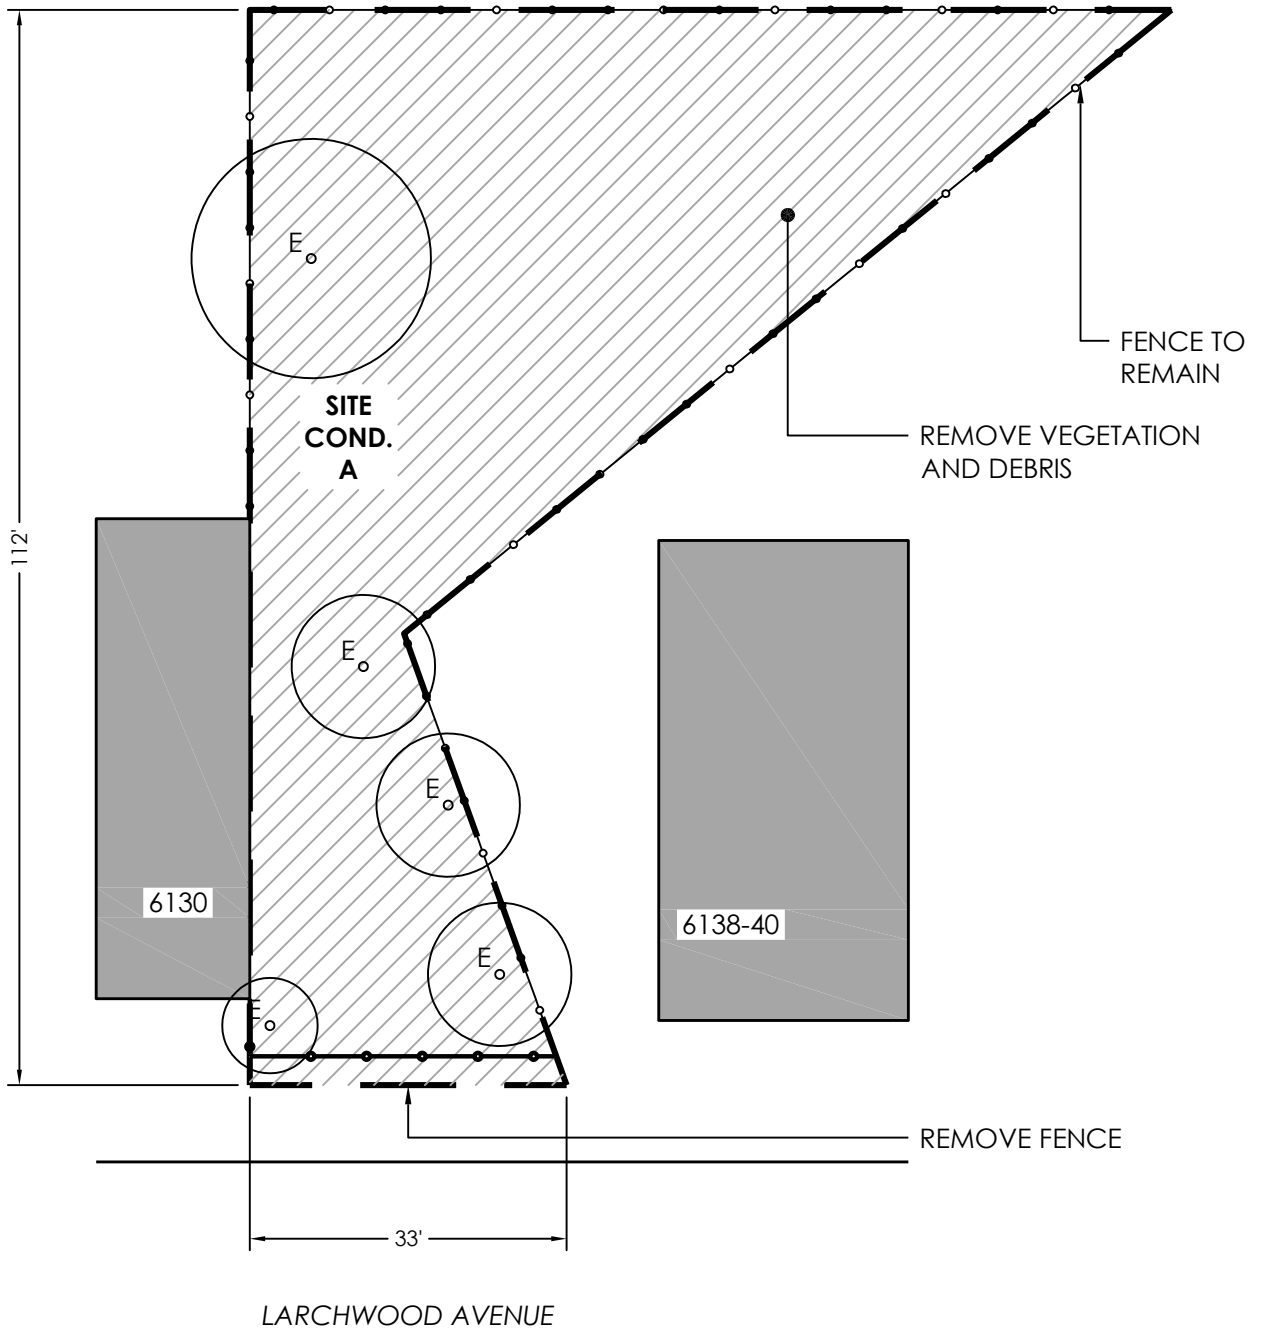 E
FENCE TO
REMAIN
SITE
COND.
A
REMOVE VEGETATION
AND DEBRIS
112'
E
E
6130
6138-40
E
E
REMOVE FENCE
33'
LARCHWOOD AVENUE